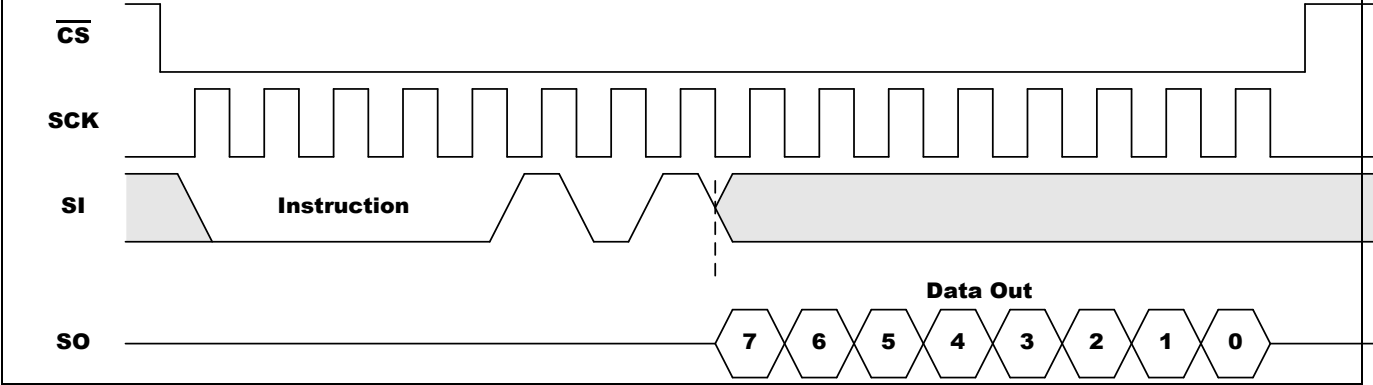 CS
SCK
SI Instruction
Data Out
SO 7 6 5 4 3 2 1 0